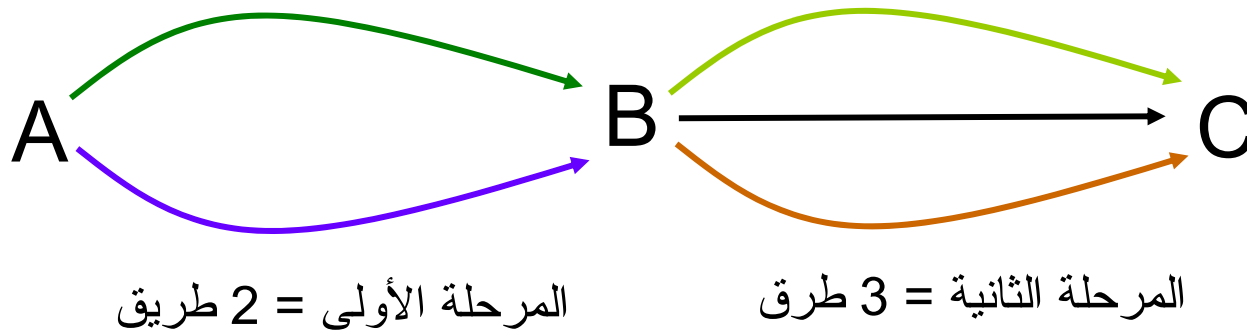 A
B
C
المرحلة الأولى = 2 طريق
المرحلة الثانية = 3 طرق